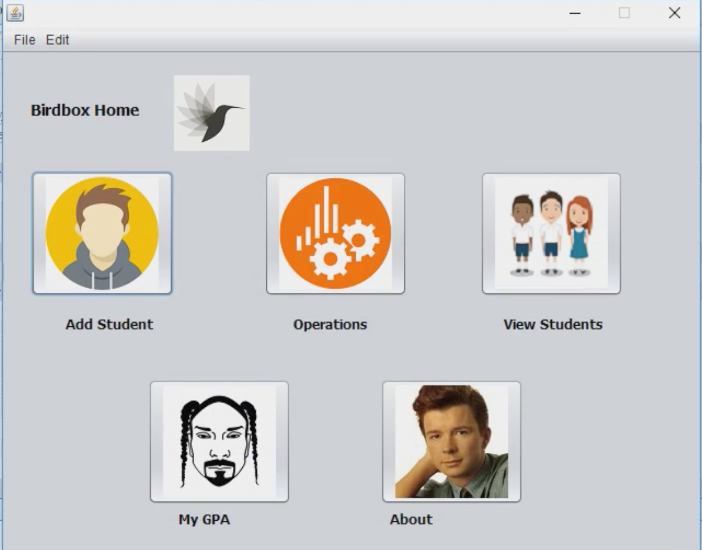 File Edit
Birdbox Home
Add Student
Operations
View Students
My GPA
About